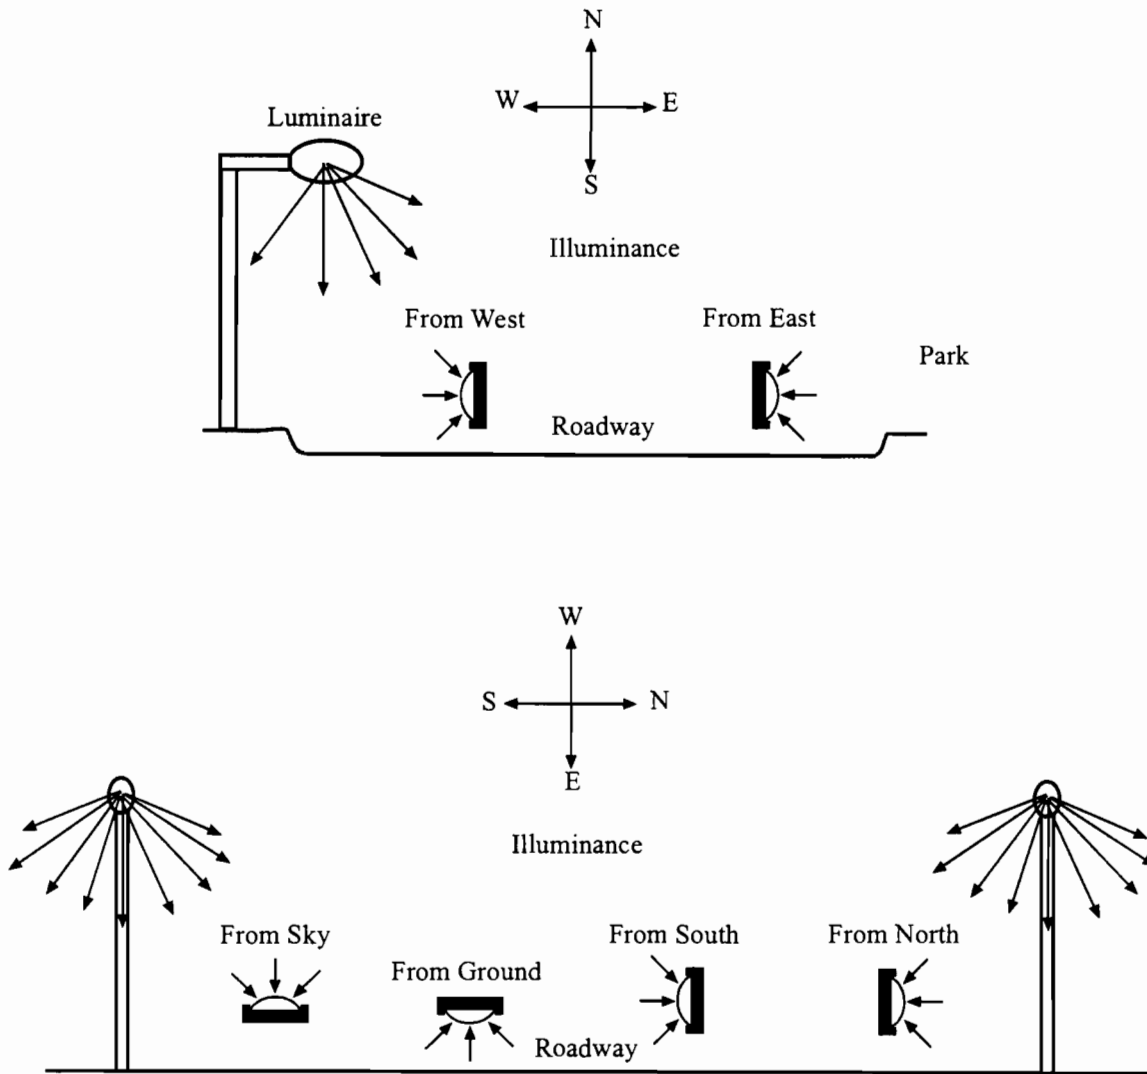 N
W
E
S
Luminaire
Illuminance
From West
From East
Park
Roadway
W
S
N
E
Illuminance
From Sky
From Ground
From South
From North
Roadway